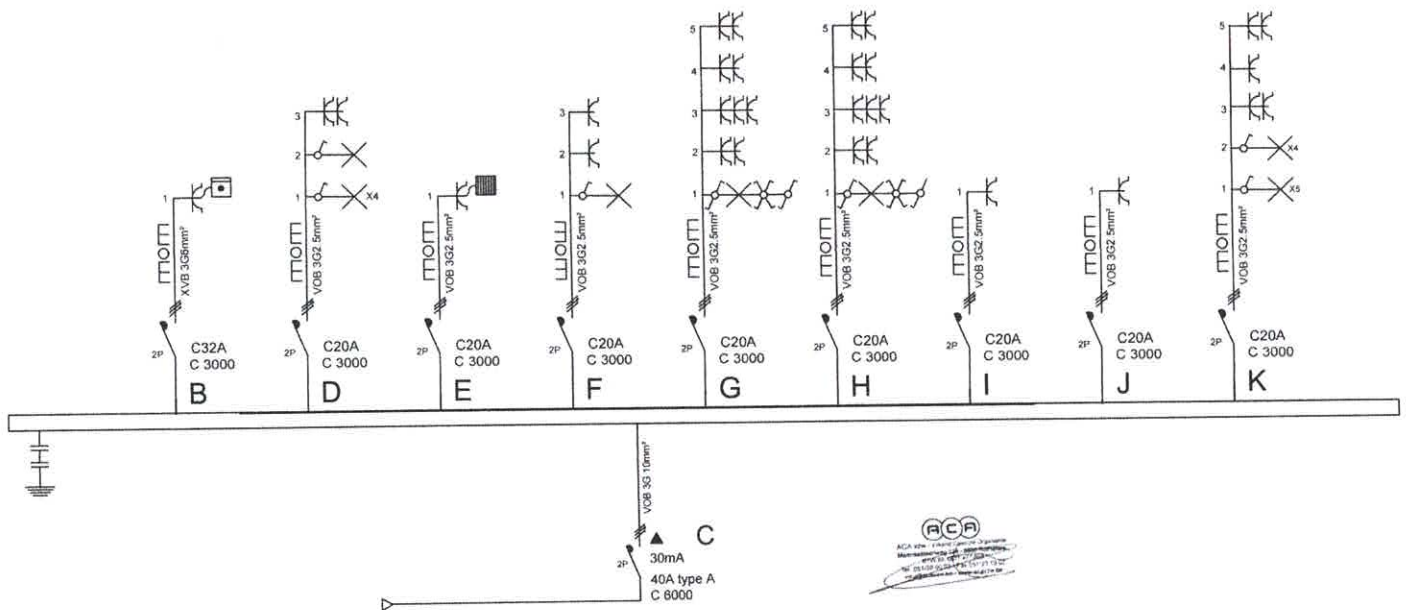 5
4
3
2
1
5
4
3
2
1
5
4
3
2
1
3
2
1
X4
3
2
1
X4
X5
1
1
1
1
XVB 3G6mm²
VOB 3G2.5mm²
VOB 3G2.5mm²
VOB 3G2.5mm²
VOB 3G2.5mm²
VOB 3G2.5mm²
VOB 3G2.5mm²
VOB 3G2.5mm²
VOB 3G2.5mm²
2P C32A
C 3000
B
2P C20A
C 3000
D
2P C20A
C 3000
E
2P C20A
C 3000
F
2P C20A
C 3000
G
2P C20A
C 3000
H
2P C20A
C 3000
I
2P C20A
C 3000
J
2P C20A
C 3000
K
VOB 3G 10mm²
C
2P 30mA
40A type A
C 6000
ACA